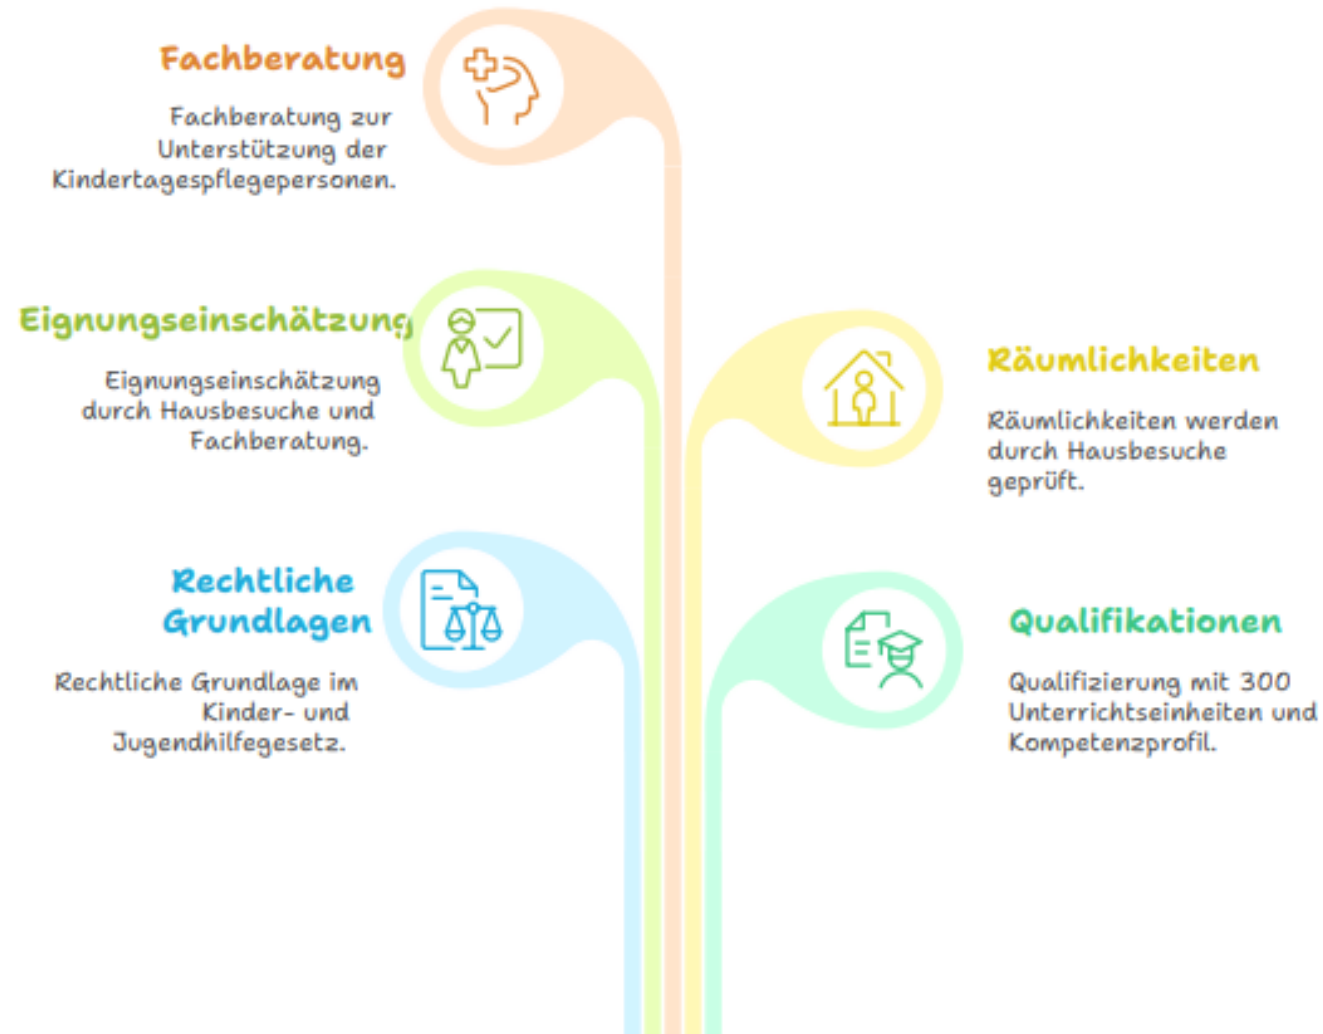 Fachberatung
Fachberatung zur
Unterstützung der
Kindertagespflegepersonen.
Eignungseinschätzung
Eignungseinschätzung
durch Hausbesuche und
Fachberatung.
Räumlichkeiten
Räumlichkeiten werden
durch Hausbesuche
geprüft.
Rechtliche
Grundlagen
Rechtliche Grundlage im
Kinder- und
Jugendhilfegesetz.
Qualifikationen
Qualifizierung mit 300
Unterrichtseinheiten und
Kompetenzprofil.